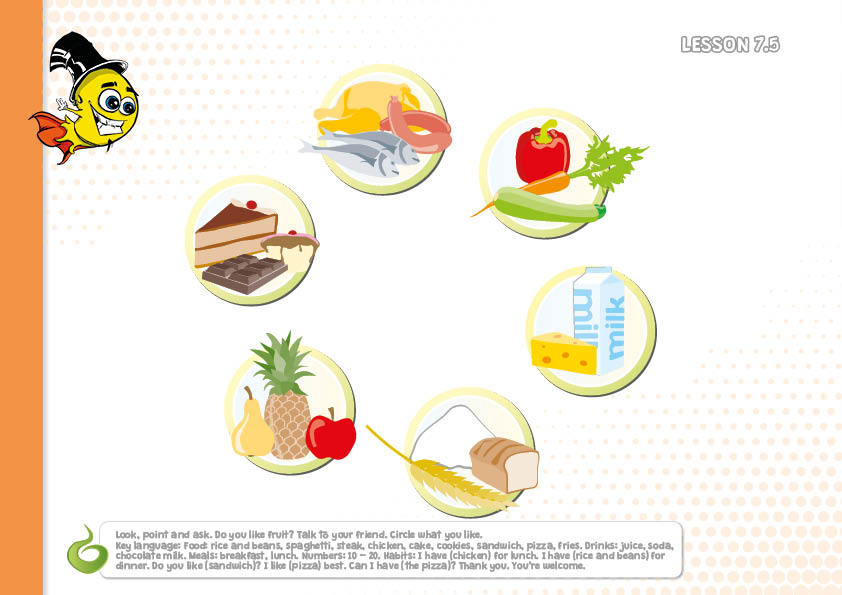 LESSON 7.5
milk
milk
Look, point and ask. Do you like fruit? Talk to your friend. Circle what you like.
Key language: Food: rice and beans, spaghetti, steak, chicken, cake, cookies, sandwich, pizza, fries. Drinks: juice, soda,
chocolate milk. Meals: breakfast, lunch. Numbers: 10 – 20. Habits: I have (chicken) for lunch. I have (rice and beans) for
dinner. Do you like (sandwich)? I like (pizza) best. Can I have (the pizza)? Thank you. You're welcome.